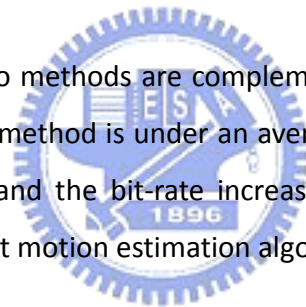 o methods are complem
method is under an aver
and the bit-rate increas
t motion estimation algo
E S
1896